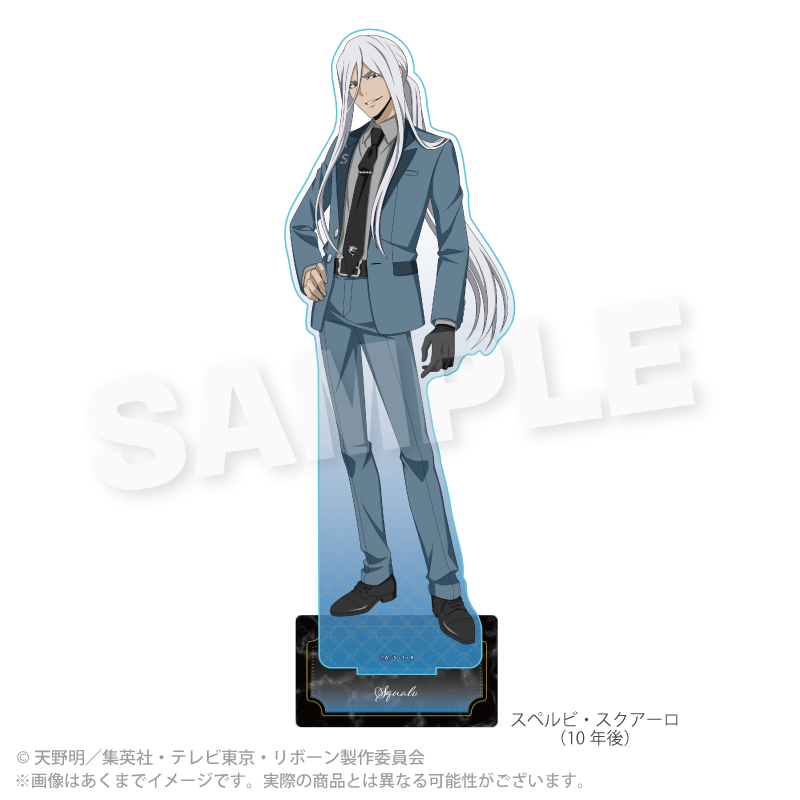 S
SAMPLE
©A.・S・T・R
Squalo
スペルビ・スクアーロ
（10 年後）
© 天野明／集英社・テレビ東京・リボーン製作委員会
※画像はあくまでイメージです。実際の商品とは異なる可能性がございます。